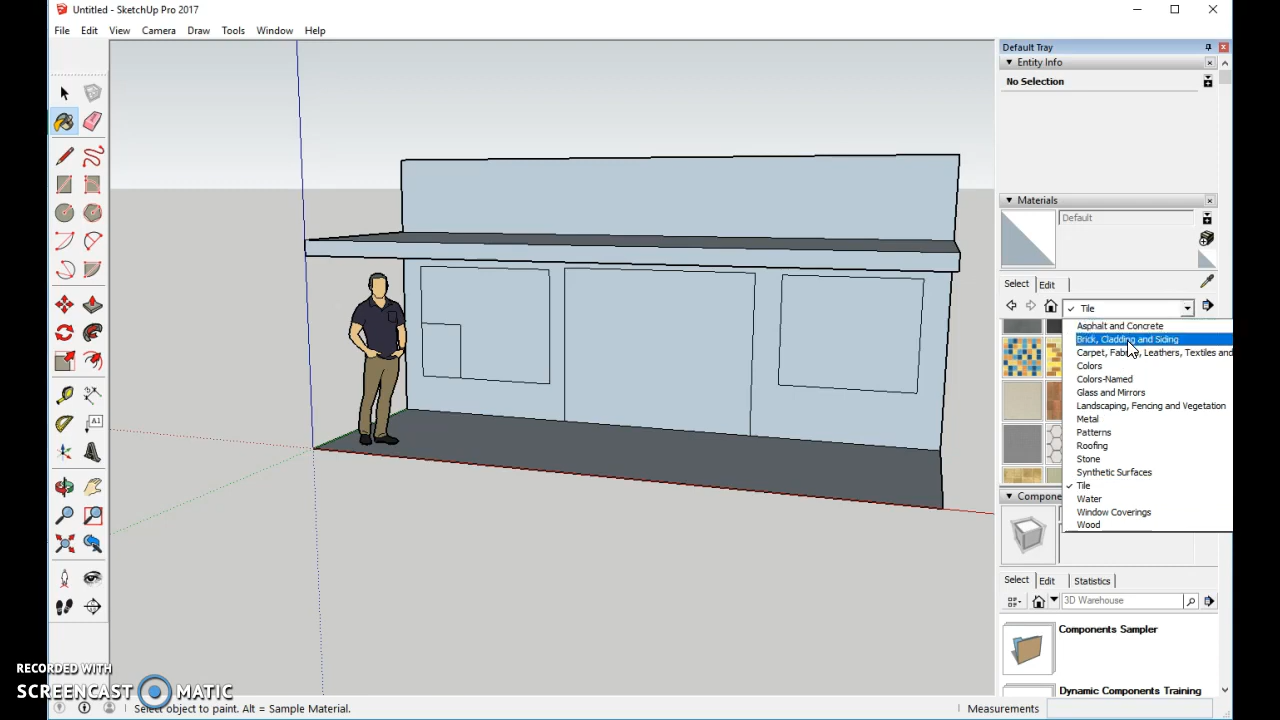 Untitled - SketchUp Pro 2017
File Edit View Camera Draw Tools Window Help
Default Tray
Entity Info
No Selection
Materials
Default
Select Edit
Tile
Asphalt and Concrete
Brick, Cladding and Siding
Carpet, Fabrics, Leathers, Textiles and
Colors
Colors-Named
Glass and Mirrors
Landscaping, Fencing and Vegetation
Metal
Patterns
Roofing
Stone
Synthetic Surfaces
Tile
Water
Window Coverings
Wood
Compone
Select Edit Statistics
3D Warehouse
Components Sampler
Dynamic Components Training
A1
RECORDED WITH
SCREENCAST MATIC
Select object to paint. Alt = Sample Material.
Measurements